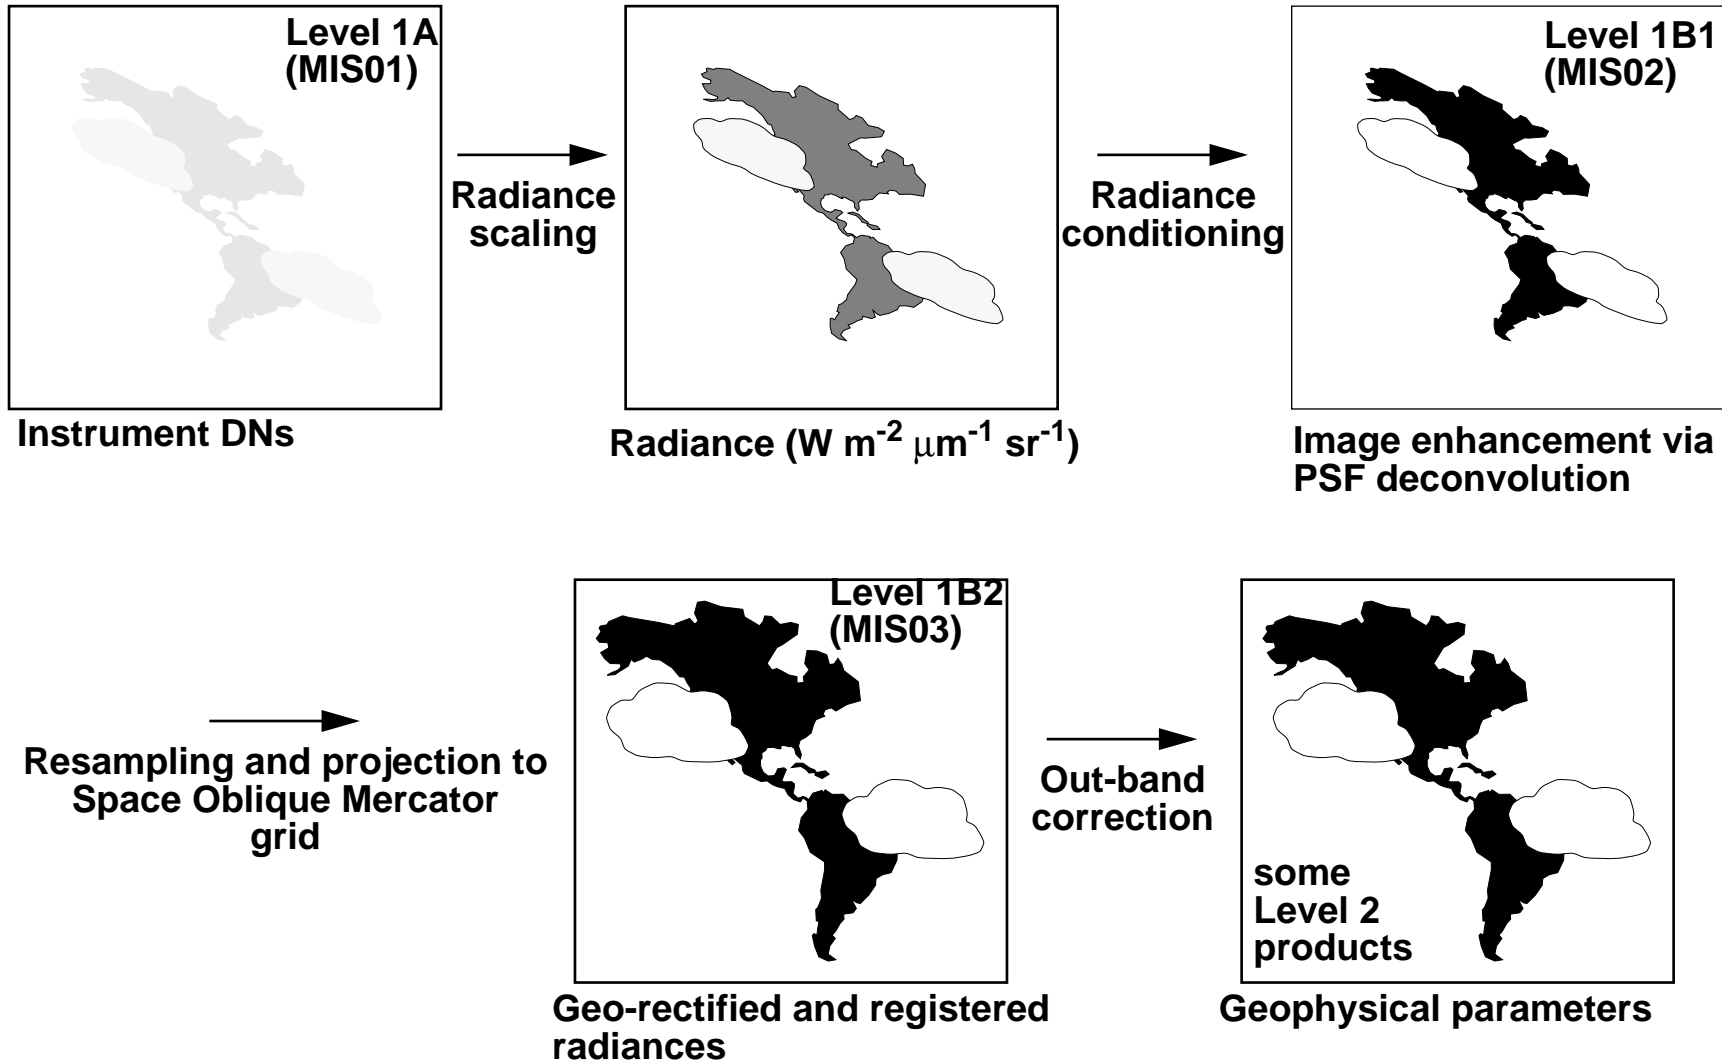 Level 1A
(MIS01)
Instrument DNs
Radiance
scaling
Radiance (W m⁻² μm⁻¹ sr⁻¹)
Radiance
conditioning
Level 1B1
(MIS02)
Image enhancement via
PSF deconvolution
Resampling and projection to
Space Oblique Mercator
grid
Level 1B2
(MIS03)
Geo-rectified and registered
radiances
Out-band
correction
some
Level 2
products
Geophysical parameters